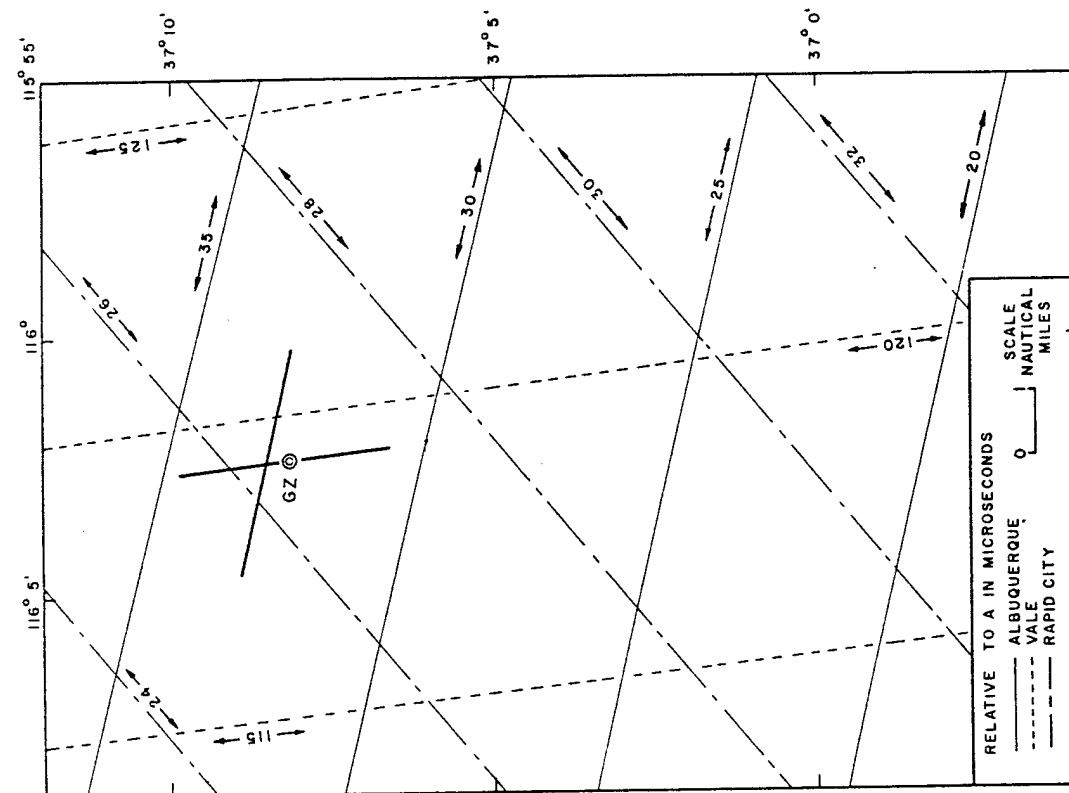 115° 55'
116°
116° 5'
37° 10'
37° 5'
37° 0'
125
35
28
26
30
30
25
32
20
120
24
115
GZ
RELATIVE TO A IN MICROSECONDS
ALBUQUERQUE
VALE
RAPID CITY
0 1
SCALE
NAUTICAL
MILES